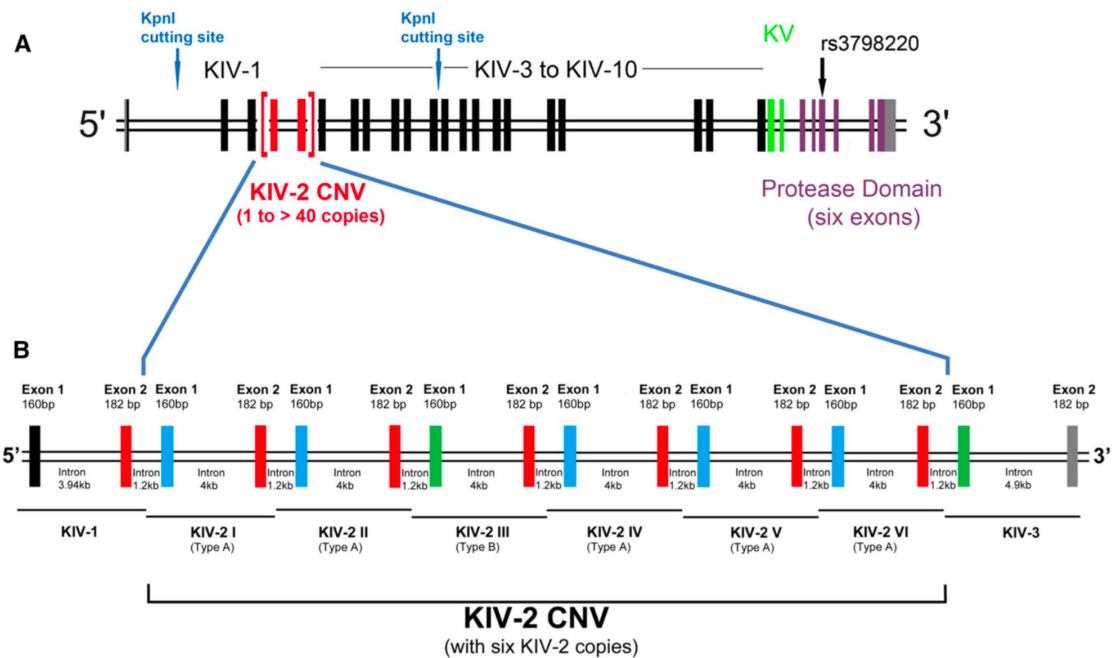 A
KpnI
cutting site
KpnI
cutting site
KV
rs3798220
KIV-1
KIV-3 to KIV-10
5'
3'
KIV-2 CNV
(1 to > 40 copies)
Protease Domain
(six exons)
B
Exon 1 Exon 2 Exon 1 Exon 2 Exon 1 Exon 2 Exon 1 Exon 2 Exon 1 Exon 2 Exon 1 Exon 2 Exon 1 Exon 2 Exon 1 Exon 2
160bp 182 bp 160bp 182 bp 160bp 182 bp 160bp 182 bp 160bp 182 bp 160bp 182 bp 160bp 182 bp 160bp 182 bp
5’ 3’
Intron Intron Intron Intron Intron Intron Intron Intron Intron Intron Intron Intron Intron Intron Intron
3.94kb 1.2kb 4kb 1.2kb 4kb 1.2kb 4kb 1.2kb 4kb 1.2kb 4kb 1.2kb 4kb 1.2kb 4.9kb
KIV-1 KIV-2 I KIV-2 II KIV-2 III KIV-2 IV KIV-2 V KIV-2 VI KIV-3
(Type A) (Type A) (Type B) (Type A) (Type A) (Type A)
KIV-2 CNV
(with six KIV-2 copies)